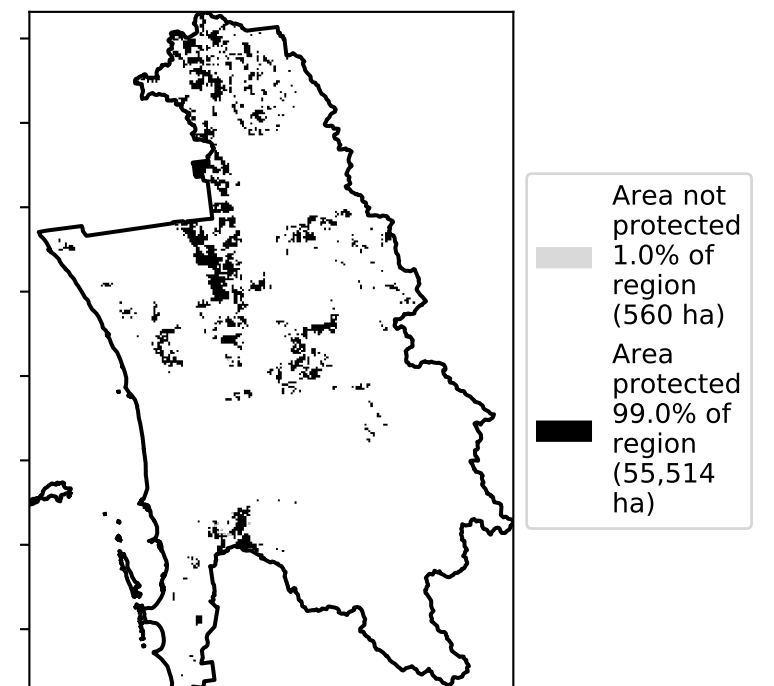 Area not
protected
1.0% of
region
(560 ha)
Area
protected
99.0% of
region
(55,514
ha)